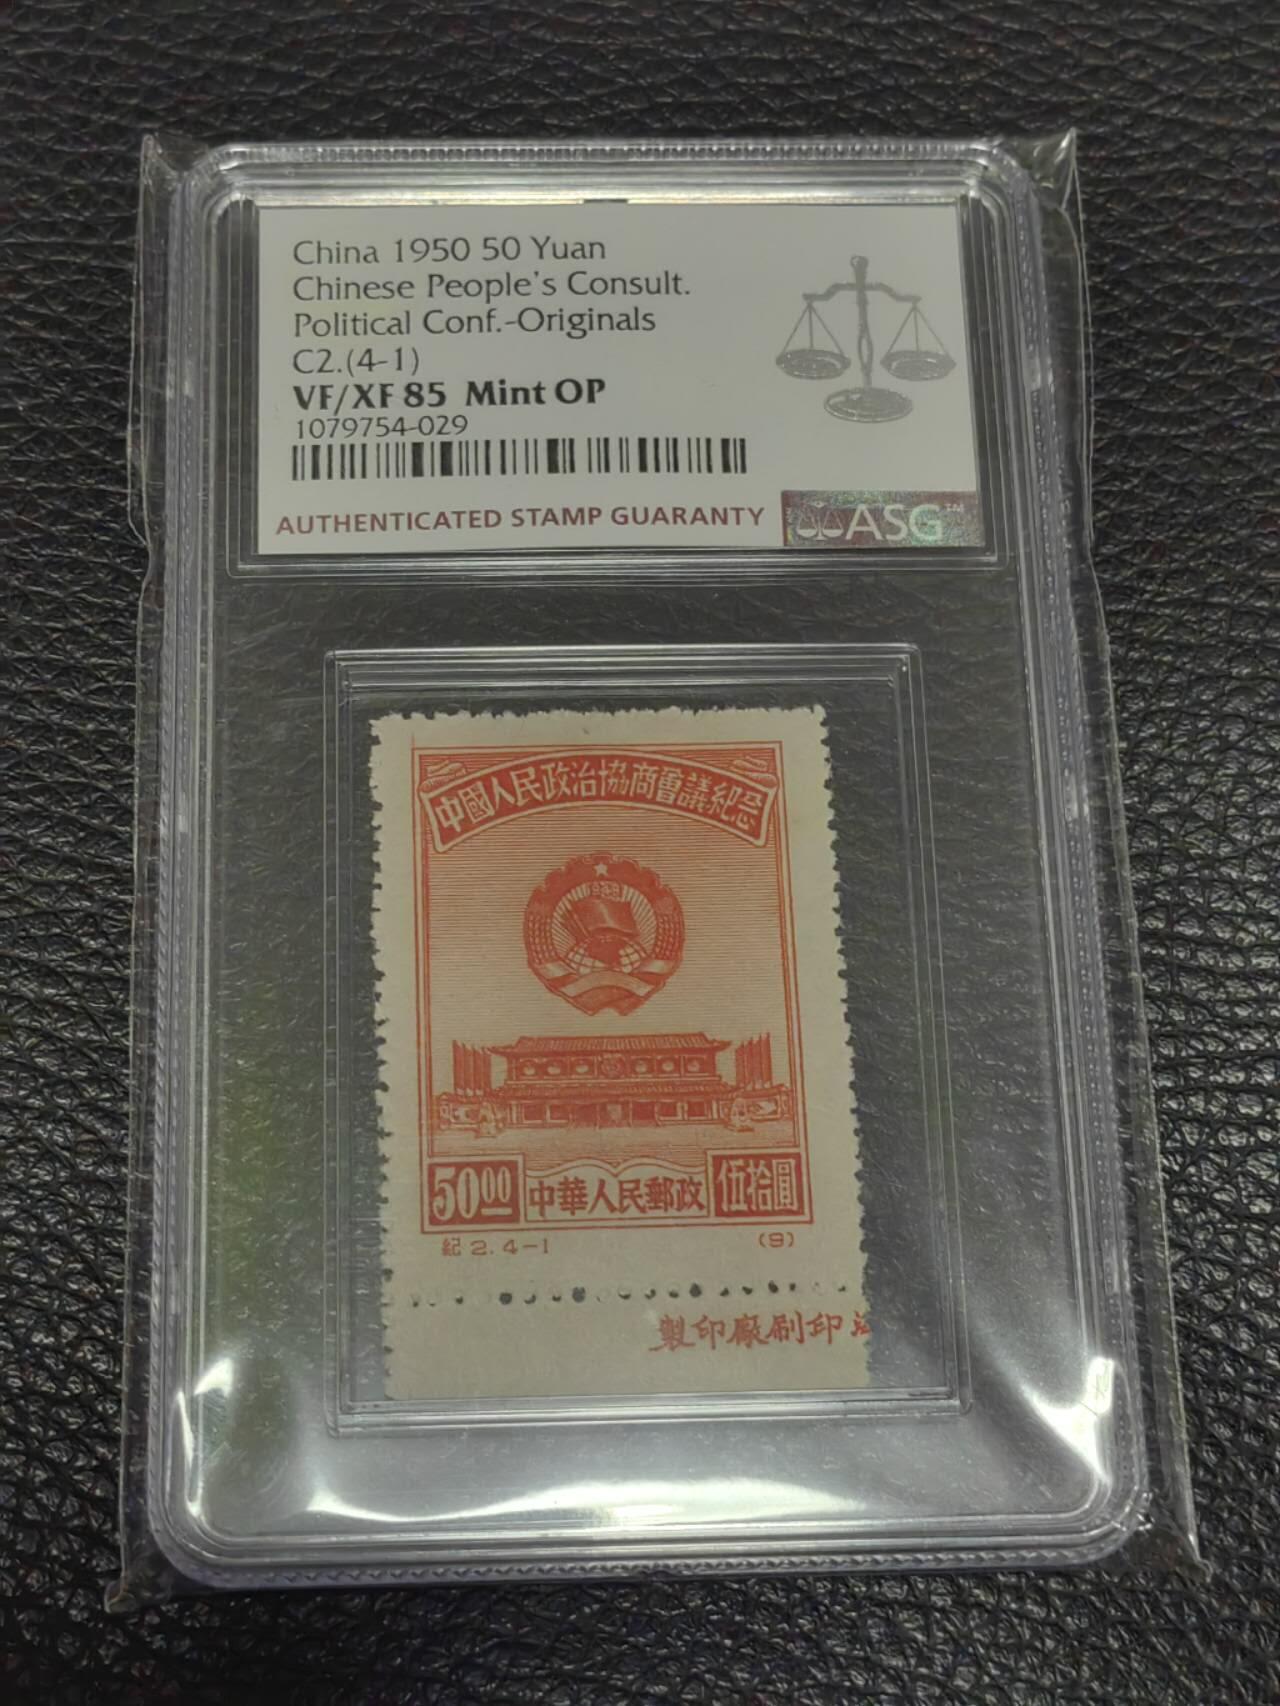 China 1950 50 Yuan
Chinese People's Consult.
Political Conf.-Originals
C2.(4-1)
VF/XF 85 Mint OP
1079754-029
AUTHENTICATED STAMP GUARANTY ASG™
中國人民政治協商會議紀念
50.00 中華人民郵政 伍拾圓
紀2.4-1 (9)
製印廠刷印